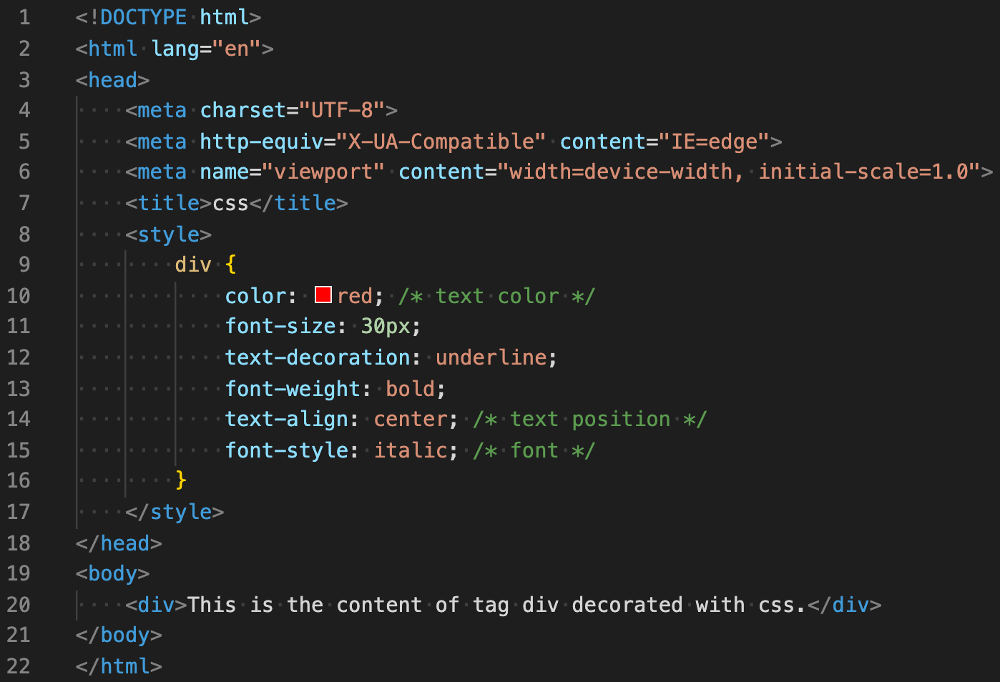 1 <!DOCTYPE html>
2 <html lang="en">
3 <head>
4     <meta charset="UTF-8">
5     <meta http-equiv="X-UA-Compatible" content="IE=edge">
6     <meta name="viewport" content="width=device-width, initial-scale=1.0">
7     <title>css</title>
8     <style>
9         div {
10             color: red; /* text color */
11             font-size: 30px;
12             text-decoration: underline;
13             font-weight: bold;
14             text-align: center; /* text position */
15             font-style: italic; /* font */
16         }
17     </style>
18 </head>
19 <body>
20     <div>This is the content of tag div decorated with css.</div>
21 </body>
22 </html>